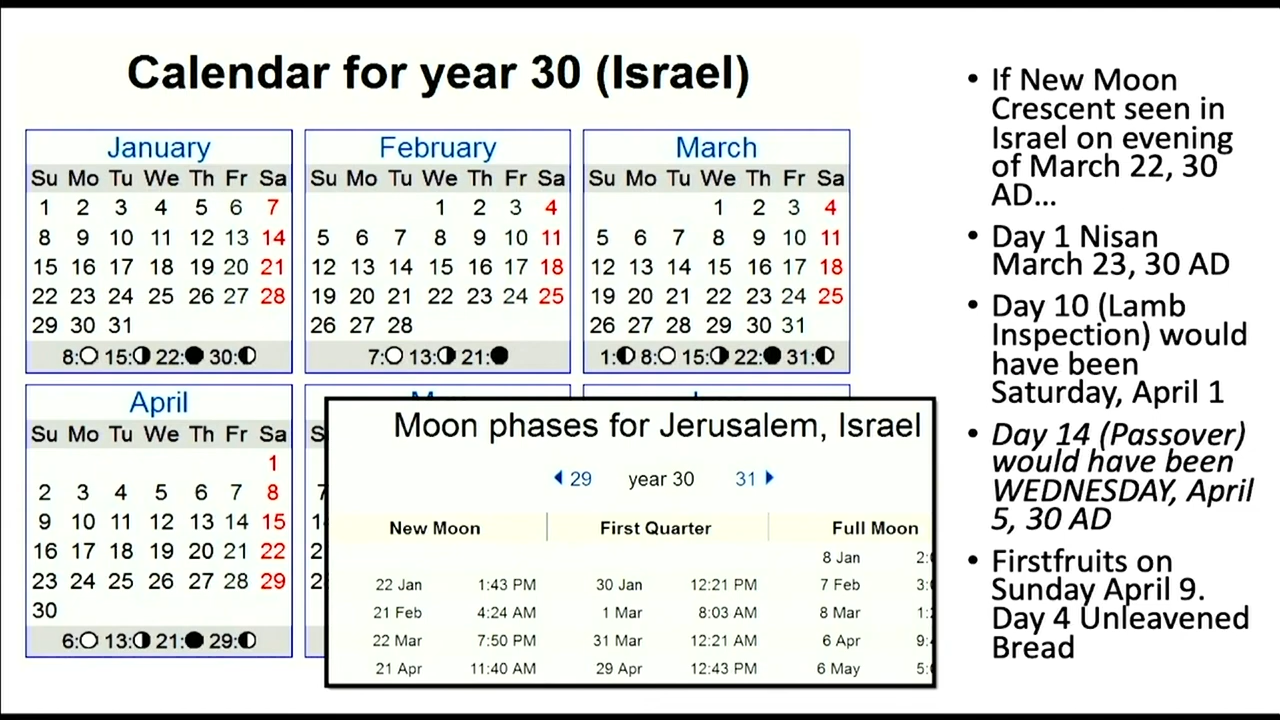 Calendar for year 30 (Israel)
January
Su Mo Tu We Th Fr Sa
1 2 3 4 5 6 7
8 9 10 11 12 13 14
15 16 17 18 19 20 21
22 23 24 25 26 27 28
29 30 31
8: 15: 22: 30:
February
Su Mo Tu We Th Fr Sa
1 2 3 4
5 6 7 8 9 10 11
12 13 14 15 16 17 18
19 20 21 22 23 24 25
26 27 28
7: 13: 21:
March
Su Mo Tu We Th Fr Sa
1 2 3 4
5 6 7 8 9 10 11
12 13 14 15 16 17 18
19 20 21 22 23 24 25
26 27 28 29 30 31
1: 8: 15: 22: 31:
April
Su Mo Tu We Th Fr Sa
1
2 3 4 5 6 7 8
9 10 11 12 13 14 15
16 17 18 19 20 21 22
23 24 25 26 27 28 29
30
6: 13: 21: 29:
Moon phases for Jerusalem, Israel
29 year 30 31
New Moon First Quarter Full Moon
8 Jan
22 Jan 1:43 PM 30 Jan 12:21 PM 7 Feb
21 Feb 4:24 AM 1 Mar 8:03 AM 8 Mar
22 Mar 7:50 PM 31 Mar 12:21 AM 6 Apr
21 Apr 11:40 AM 29 Apr 12:43 PM 6 May
• If New Moon
Crescent seen in
Israel on evening
of March 22, 30
AD...
• Day 1 Nisan
March 23, 30 AD
• Day 10 (Lamb
Inspection) would
have been
Saturday, April 1
• Day 14 (Passover)
would have been
WEDNESDAY, April
5, 30 AD
• Firstfruits on
Sunday April 9.
Day 4 Unleavened
Bread